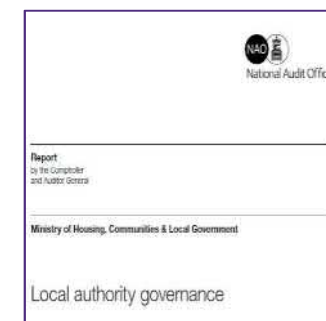 NAO
National Audit Offic
Report
by the Comptroller
and Auditor General
Ministry of Housing, Communities & Local Government
Local authority governance